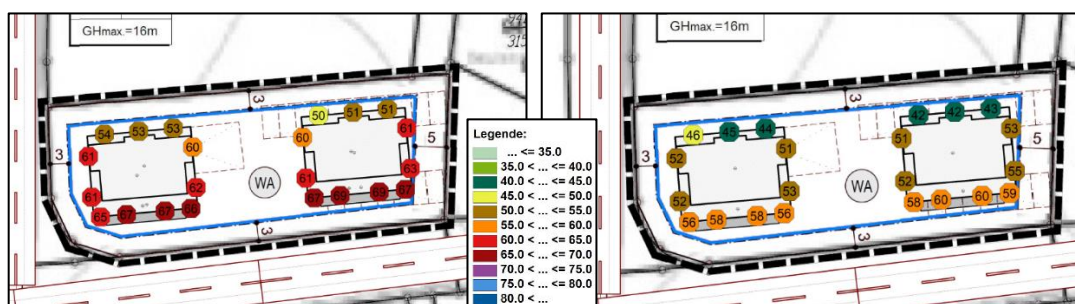 GHmax.=16m
3
50 51 51
54 53 53
60 61
60
3 61 5
61 63
62
WA
61 67 69 69 67
61
65 67 67 66
3
Legende:
... <= 35.0
35.0 < ... <= 40.0
40.0 < ... <= 45.0
45.0 < ... <= 50.0
50.0 < ... <= 55.0
55.0 < ... <= 60.0
60.0 < ... <= 65.0
65.0 < ... <= 70.0
70.0 < ... <= 75.0
75.0 < ... <= 80.0
80.0 < ...
GHmax.=16m
3
42 42 43
46 45 44
51 53
51
3 52 5
52 55
53
WA
52 58 60 60 59
56 58 58 56
3